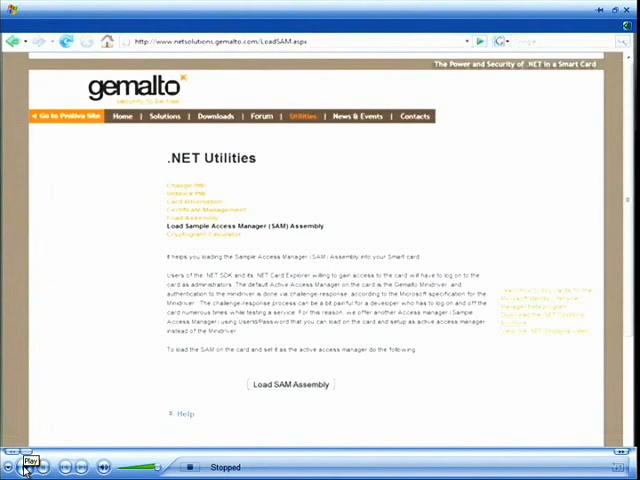 http://www.netsolutions.gemalto.com/LoadSAM.aspx
Google
The Power and Security of .NET in a Smart Card
gemalto
security to be free
Go to Protiva Site
Home | Solutions | Downloads | Forum | Utilities | News & Events | Contacts
.NET Utilities
Change PIN
Unblock PIN
Card Information
Certificate Management
Load Assembly
Load Sample Access Manager (SAM) Assembly
Cryptogram Calculator
It helps you loading the Sample Access Manager (SAM) Assembly into your Smart card.
Users of the .NET SDK and its .NET Card Explorer willing to gain access to the card will have to log on to the
card as administrators. The default Active Access Manager on the card is the Gemalto Minidriver, and
authentication to the minidriver is done via challenge-response, according to the Microsoft specification for the
Minidriver. The challenge-response process can be a bit painful for a developer who has to log on and off the
card numerous times while testing a service. For this reason, we offer another Access manager (Sample
Access Manager) using Users/Password that you can load on the card and setup as active access manager
instead of the Minidriver.
To load the SAM on the card and set it as the active access manager do the following:
Load SAM Assembly
Help
Play
Stopped